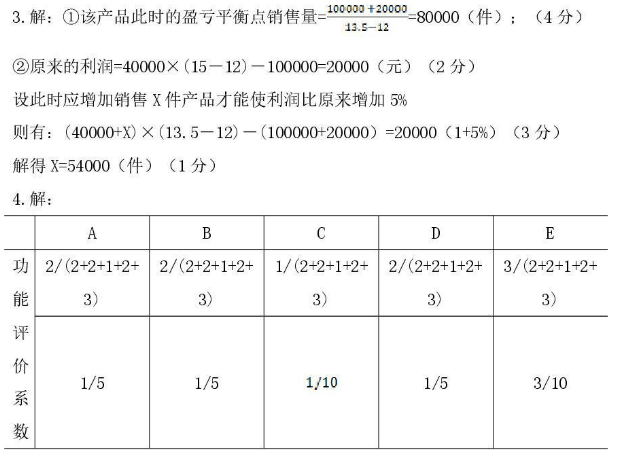 3.解：①该产品此时的盈亏平衡点销售量=(100000+20000)/(13.5−12)=80000（件）；（4分）
②原来的利润=40000×(15−12)−100000=20000（元）（2分）
设此时应增加销售X件产品才能使利润比原来增加5%
则有：(40000+X)×(13.5−12)−(100000+20000)=20000（1+5%）（3分）
解得X=54000（件）（1分）
4.解：
A B C D E
功能评价系数
2/(2+2+1+2+3) 2/(2+2+1+2+3) 1/(2+2+1+2+3) 2/(2+2+1+2+3) 3/(2+2+1+2+3)
1/5 1/5 1/10 1/5 3/10